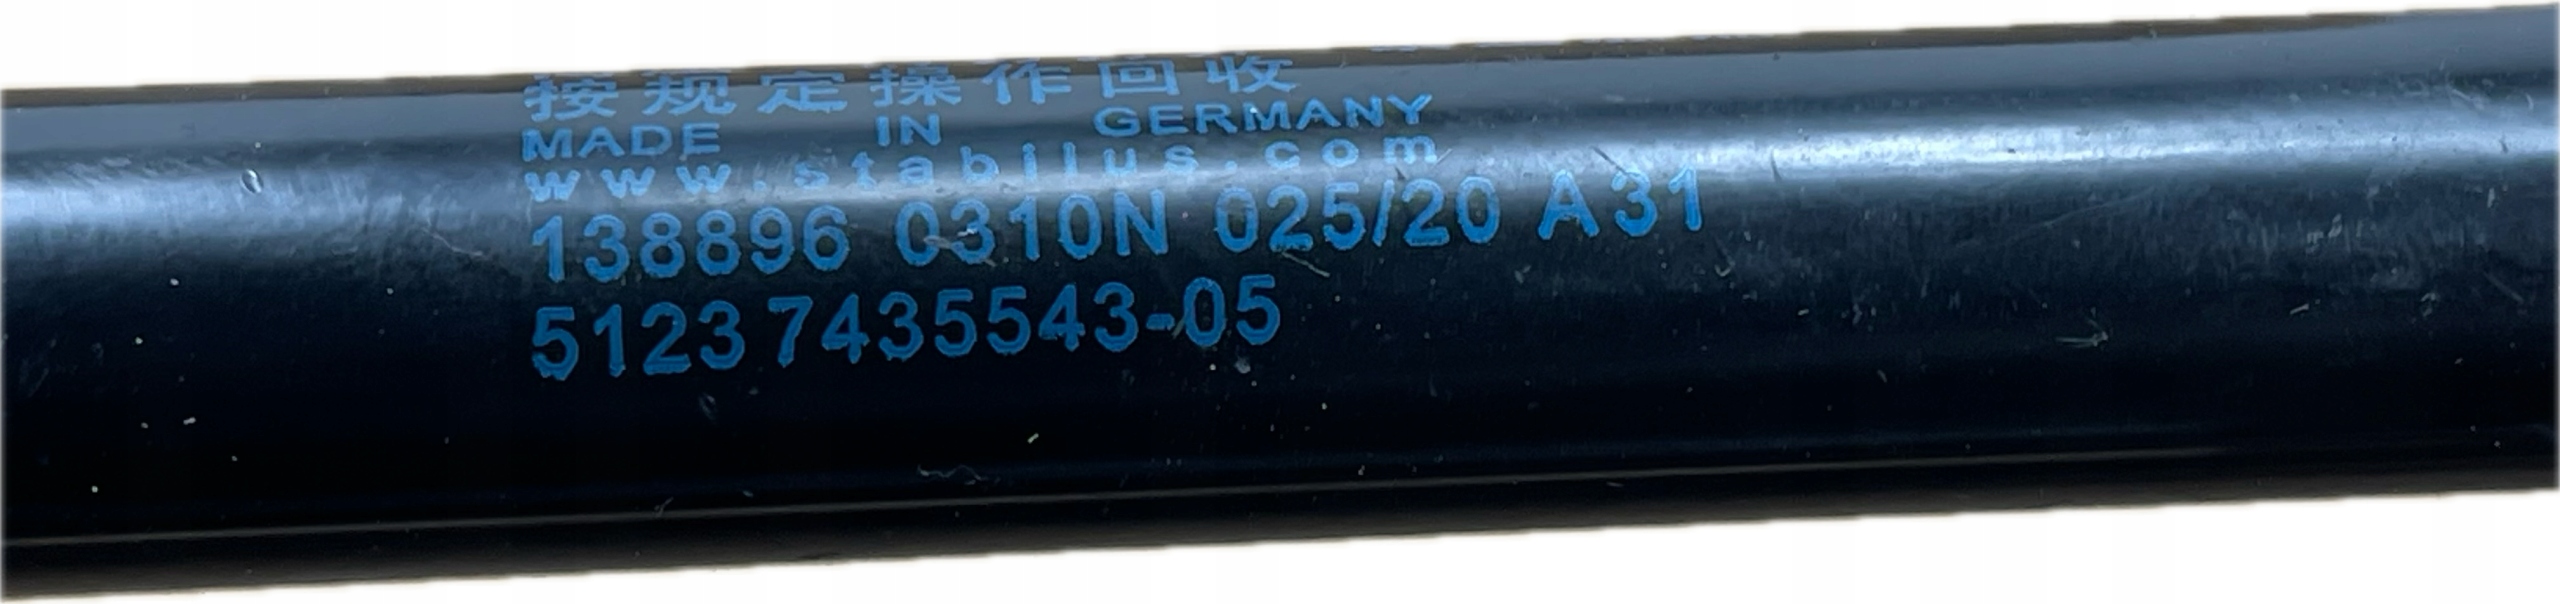 按规定操作回收
MADE IN GERMANY
www.stabilus.com
138896 0310N 025/20 A31
5123 7435543-05